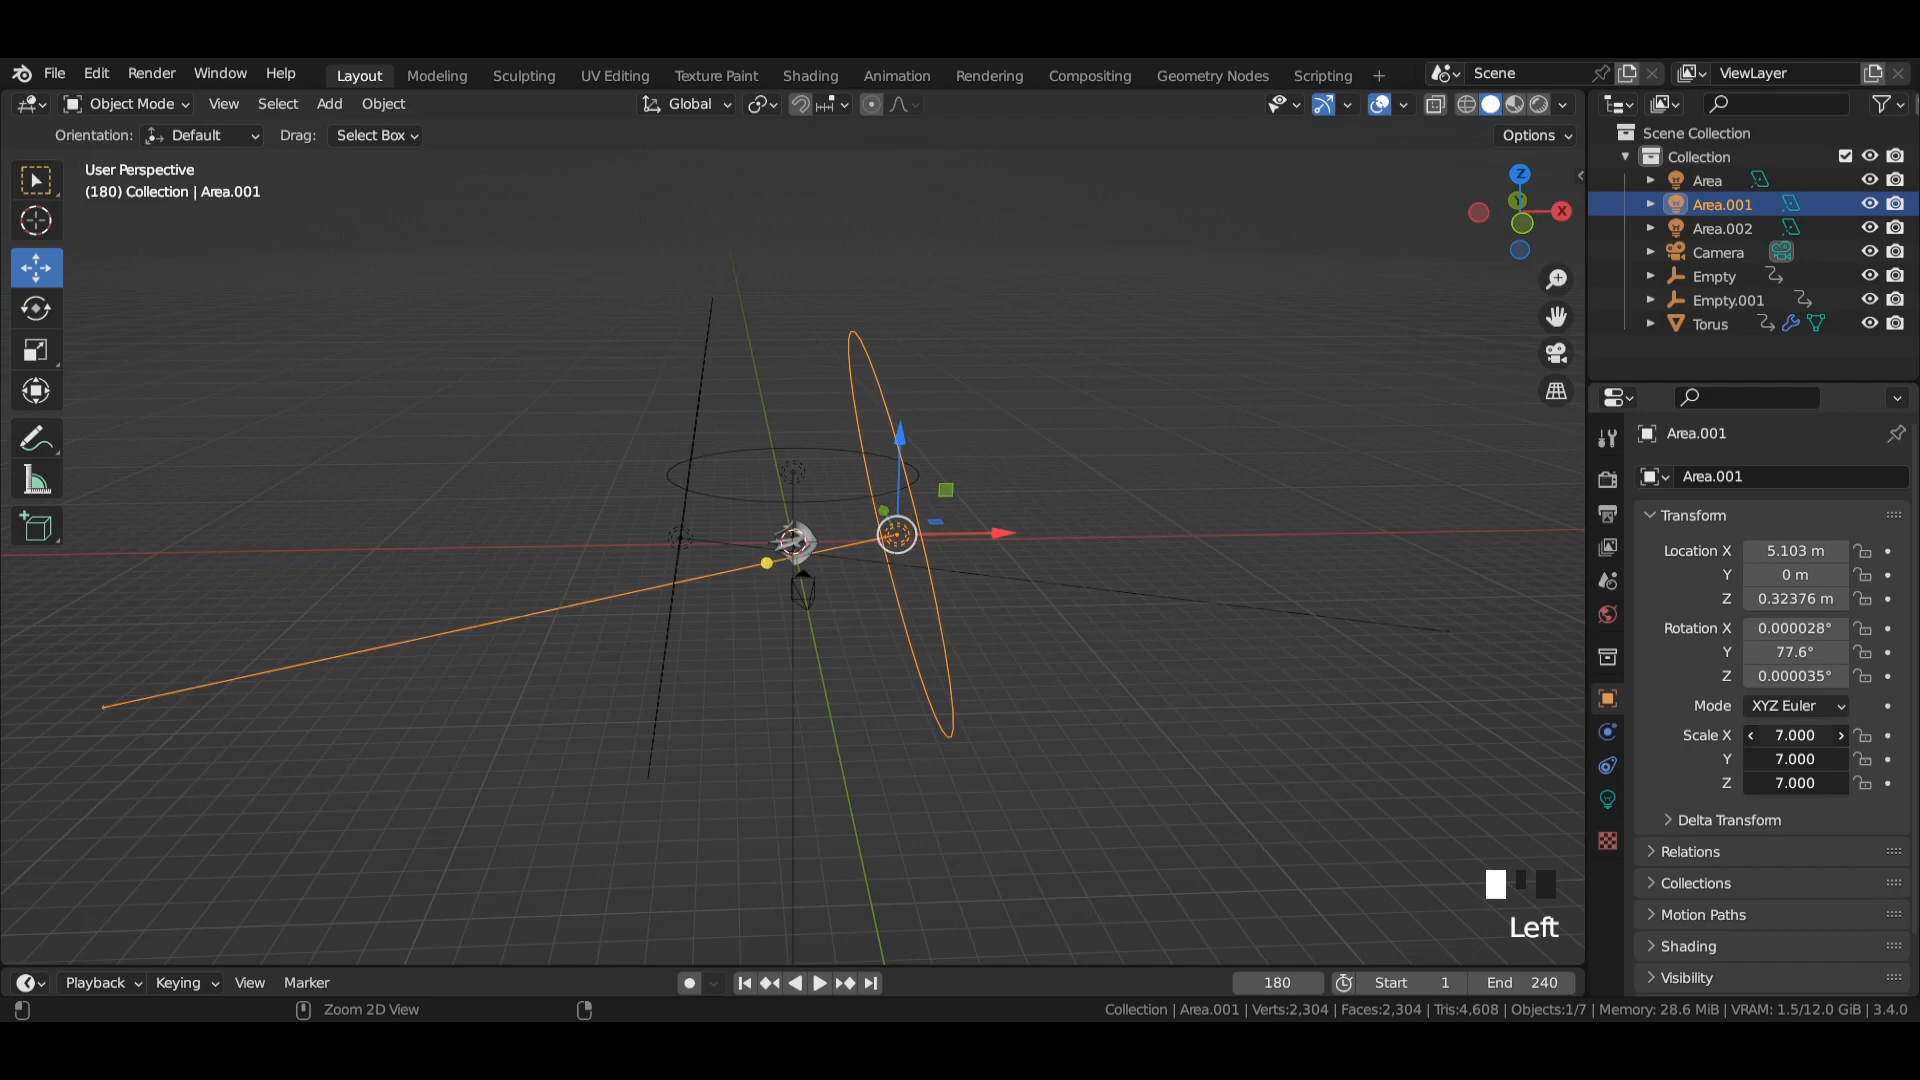 File Edit Render Window Help Layout Modeling Sculpting UV Editing Texture Paint Shading Animation Rendering Compositing Geometry Nodes Scripting + Scene ViewLayer
Object Mode View Select Add Object Global
Orientation: Default Drag: Select Box Options
User Perspective
(180) Collection | Area.001
Z
Y
X
Scene Collection
Collection
Area
Area.001
Area.002
Camera
Empty
Empty.001
Torus
Area.001
Area.001
Transform
Location X 5.103 m
Y 0 m
Z 0.32376 m
Rotation X 0.000028°
Y 77.6°
Z 0.000035°
Mode XYZ Euler
Scale X 7.000
Y 7.000
Z 7.000
Delta Transform
Relations
Collections
Motion Paths
Shading
Visibility
Left
Playback Keying View Marker 180 Start 1 End 240
Zoom 2D View Collection | Area.001 | Verts:2,304 | Faces:2,304 | Tris:4,608 | Objects:1/7 | Memory: 28.6 MiB | VRAM: 1.5/12.0 GiB | 3.4.0